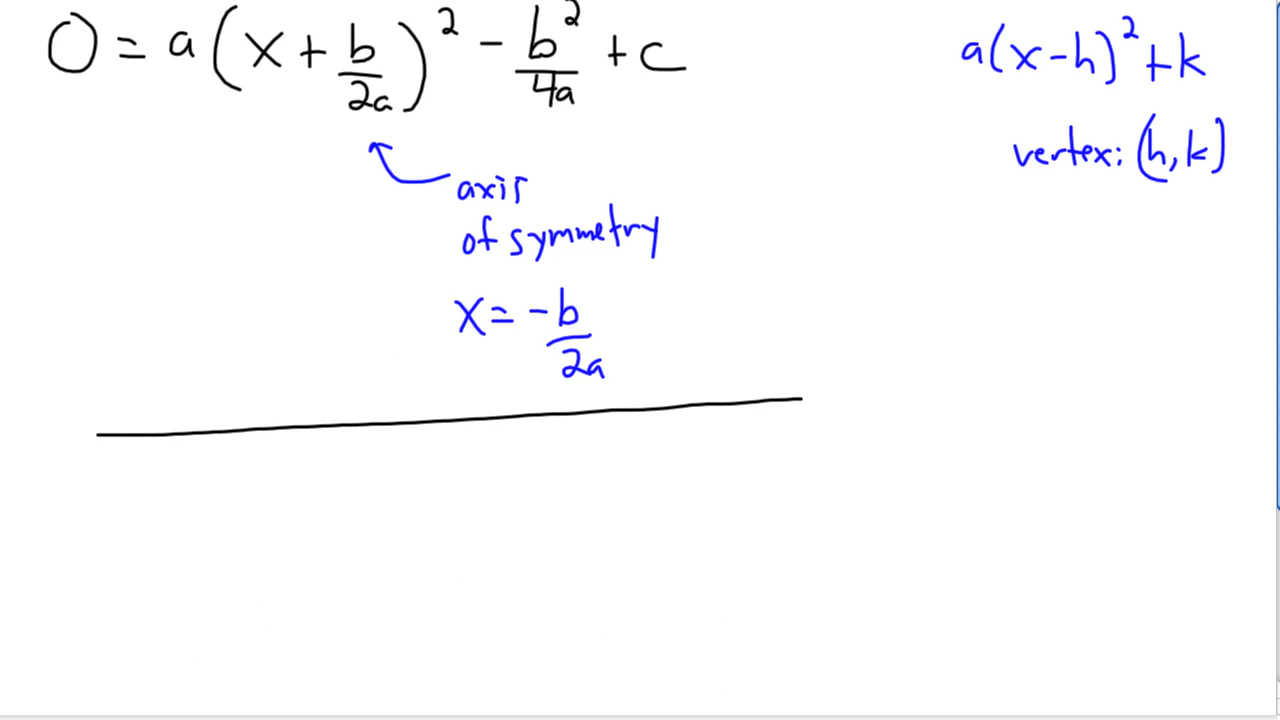 0 = a(x + b/2a)² - b²/4a + c
a(x-h)² + k
vertex: (h,k)
axis
of symmetry
x = -b/2a